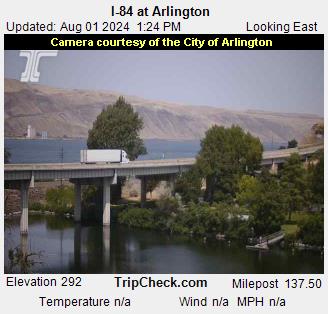 I-84 at Arlington
Updated: Aug 01 2024 1:24 PM Looking East
Camera courtesy of the City of Arlington
Elevation 292 TripCheck.com Milepost 137.50
Temperature n/a Wind n/a MPH n/a